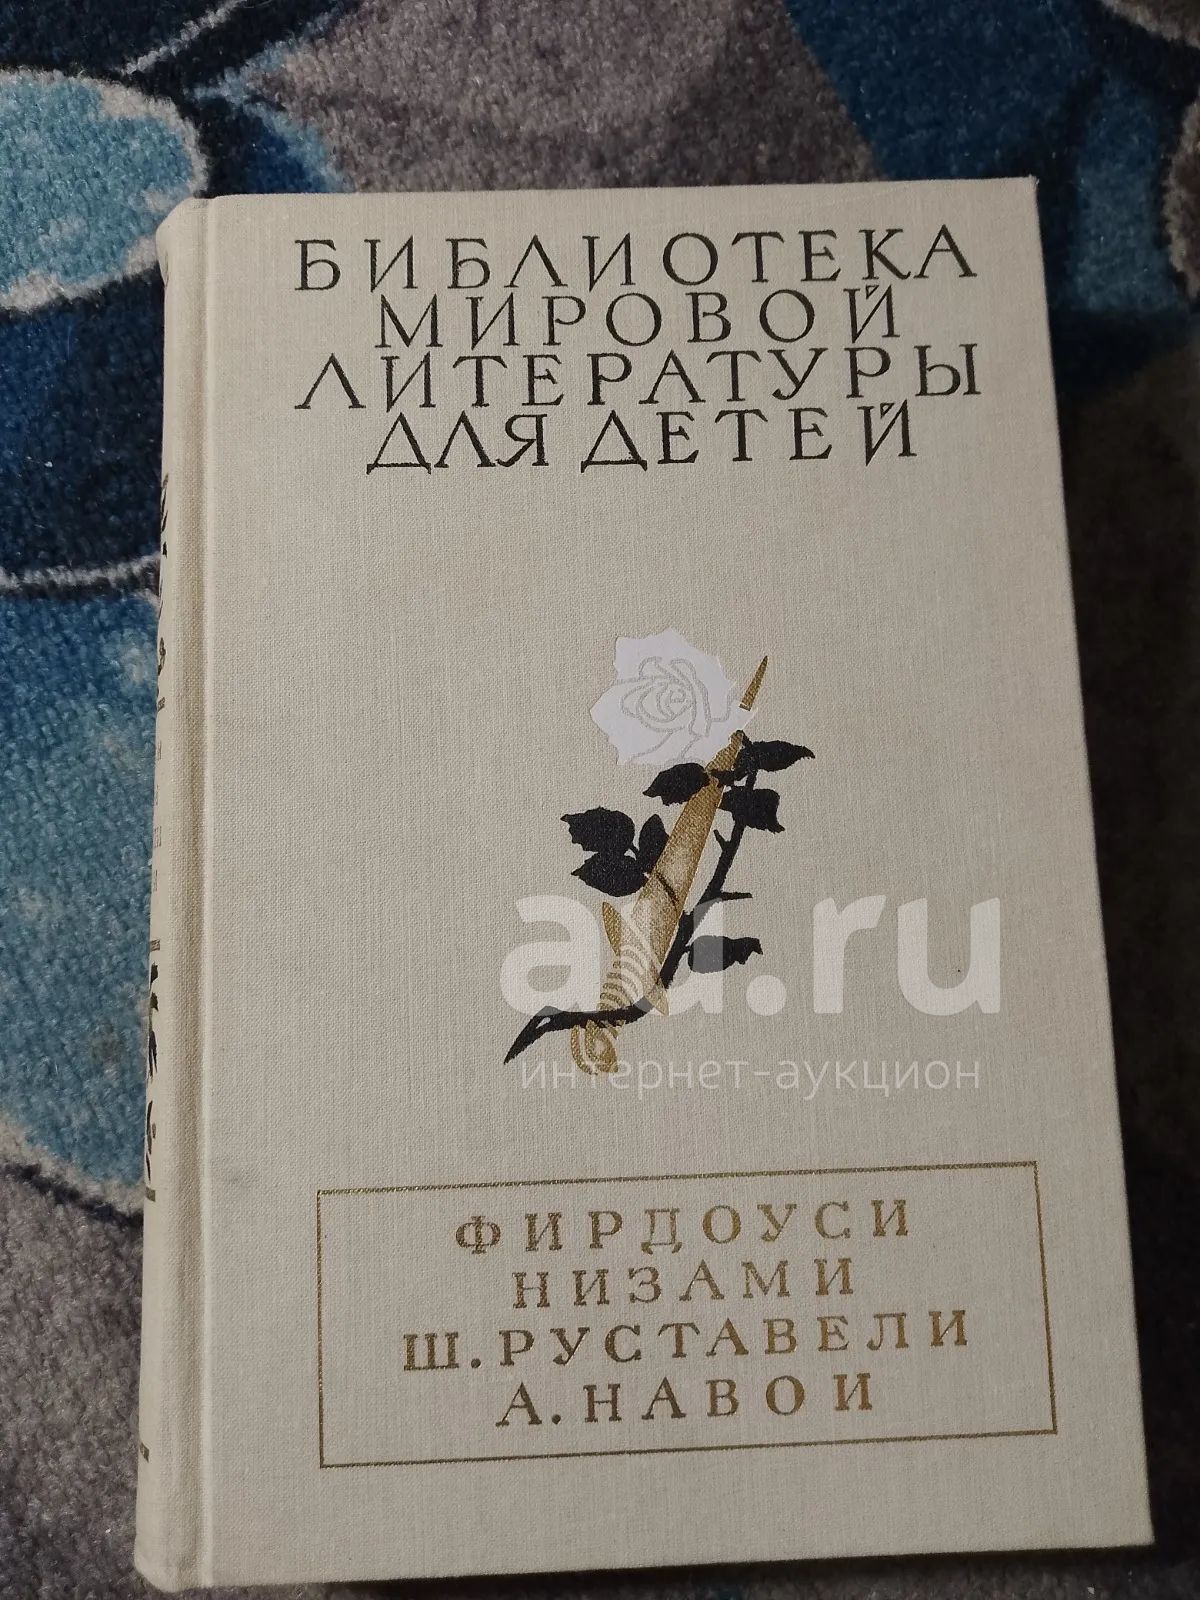 БИБЛИОТЕКА
МИРОВОЙ
ЛИТЕРАТУРЫ
ДЛЯ ДЕТЕЙ
au.ru
интернет-аукцион
ФИРДОУСИ
НИЗАМИ
Ш. РУСТАВЕЛИ
А. НАВОИ